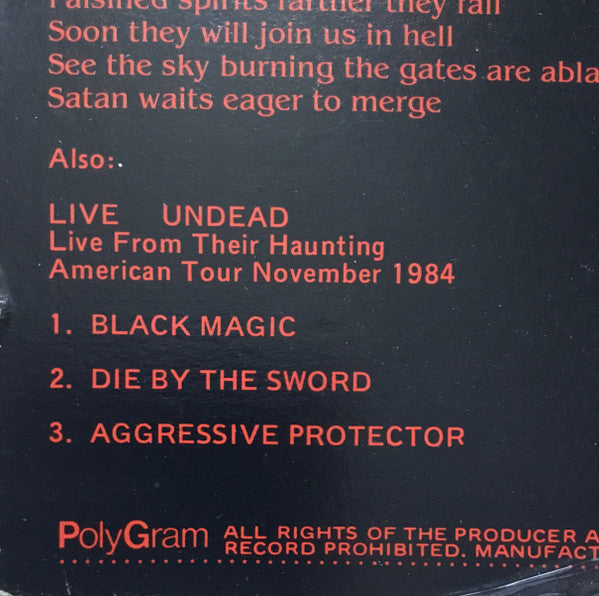 Falsified spirits farther they fall
Soon they will join us in hell
See the sky burning the gates are abla
Satan waits eager to merge
Also:
LIVE UNDEAD
Live From Their Haunting
American Tour November 1984
1. BLACK MAGIC
2. DIE BY THE SWORD
3. AGGRESSIVE PROTECTOR
PolyGram ALL RIGHTS OF THE PRODUCER A
RECORD PROHIBITED. MANUFACT